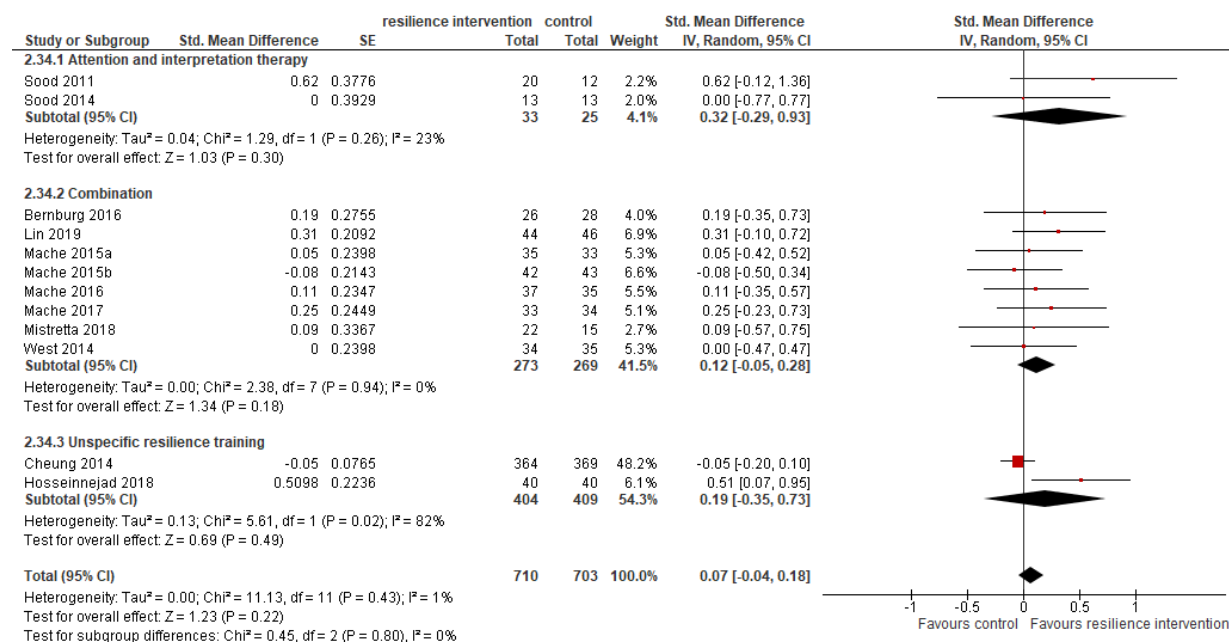 resilience intervention control Std. Mean Difference Std. Mean Difference
Study or Subgroup Std. Mean Difference SE Total Total Weight IV, Random, 95% CI IV, Random, 95% CI
2.34.1 Attention and interpretation therapy
Sood 2011 0.62 0.3776 20 12 2.2% 0.62 [-0.12, 1.36]
Sood 2014 0 0.3929 13 13 2.0% 0.00 [-0.77, 0.77]
Subtotal (95% CI) 33 25 4.1% 0.32 [-0.29, 0.93]
Heterogeneity: Tau² = 0.04; Chi² = 1.29, df = 1 (P = 0.26); I² = 23%
Test for overall effect: Z = 1.03 (P = 0.30)
2.34.2 Combination
Bernburg 2016 0.19 0.2755 26 28 4.0% 0.19 [-0.35, 0.73]
Lin 2019 0.31 0.2092 44 46 6.9% 0.31 [-0.10, 0.72]
Mache 2015a 0.05 0.2398 35 33 5.3% 0.05 [-0.42, 0.52]
Mache 2015b -0.08 0.2143 42 43 6.6% -0.08 [-0.50, 0.34]
Mache 2016 0.11 0.2347 37 35 5.5% 0.11 [-0.35, 0.57]
Mache 2017 0.25 0.2449 33 34 5.1% 0.25 [-0.23, 0.73]
Mistretta 2018 0.09 0.3367 22 15 2.7% 0.09 [-0.57, 0.75]
West 2014 0 0.2398 34 35 5.3% 0.00 [-0.47, 0.47]
Subtotal (95% CI) 273 269 41.5% 0.12 [-0.05, 0.28]
Heterogeneity: Tau² = 0.00; Chi² = 2.38, df = 7 (P = 0.94); I² = 0%
Test for overall effect: Z = 1.34 (P = 0.18)
2.34.3 Unspecific resilience training
Cheung 2014 -0.05 0.0765 364 369 48.2% -0.05 [-0.20, 0.10]
Hosseinnejad 2018 0.5098 0.2236 40 40 6.1% 0.51 [0.07, 0.95]
Subtotal (95% CI) 404 409 54.3% 0.19 [-0.35, 0.73]
Heterogeneity: Tau² = 0.13; Chi² = 5.61, df = 1 (P = 0.02); I² = 82%
Test for overall effect: Z = 0.69 (P = 0.49)
Total (95% CI) 710 703 100.0% 0.07 [-0.04, 0.18]
Heterogeneity: Tau² = 0.00; Chi² = 11.13, df = 11 (P = 0.43); I² = 1%
Test for overall effect: Z = 1.23 (P = 0.22)
Test for subgroup differences: Chi² = 0.45, df = 2 (P = 0.80), I² = 0%
-1 -0.5 0 0.5 1
Favours control Favours resilience intervention